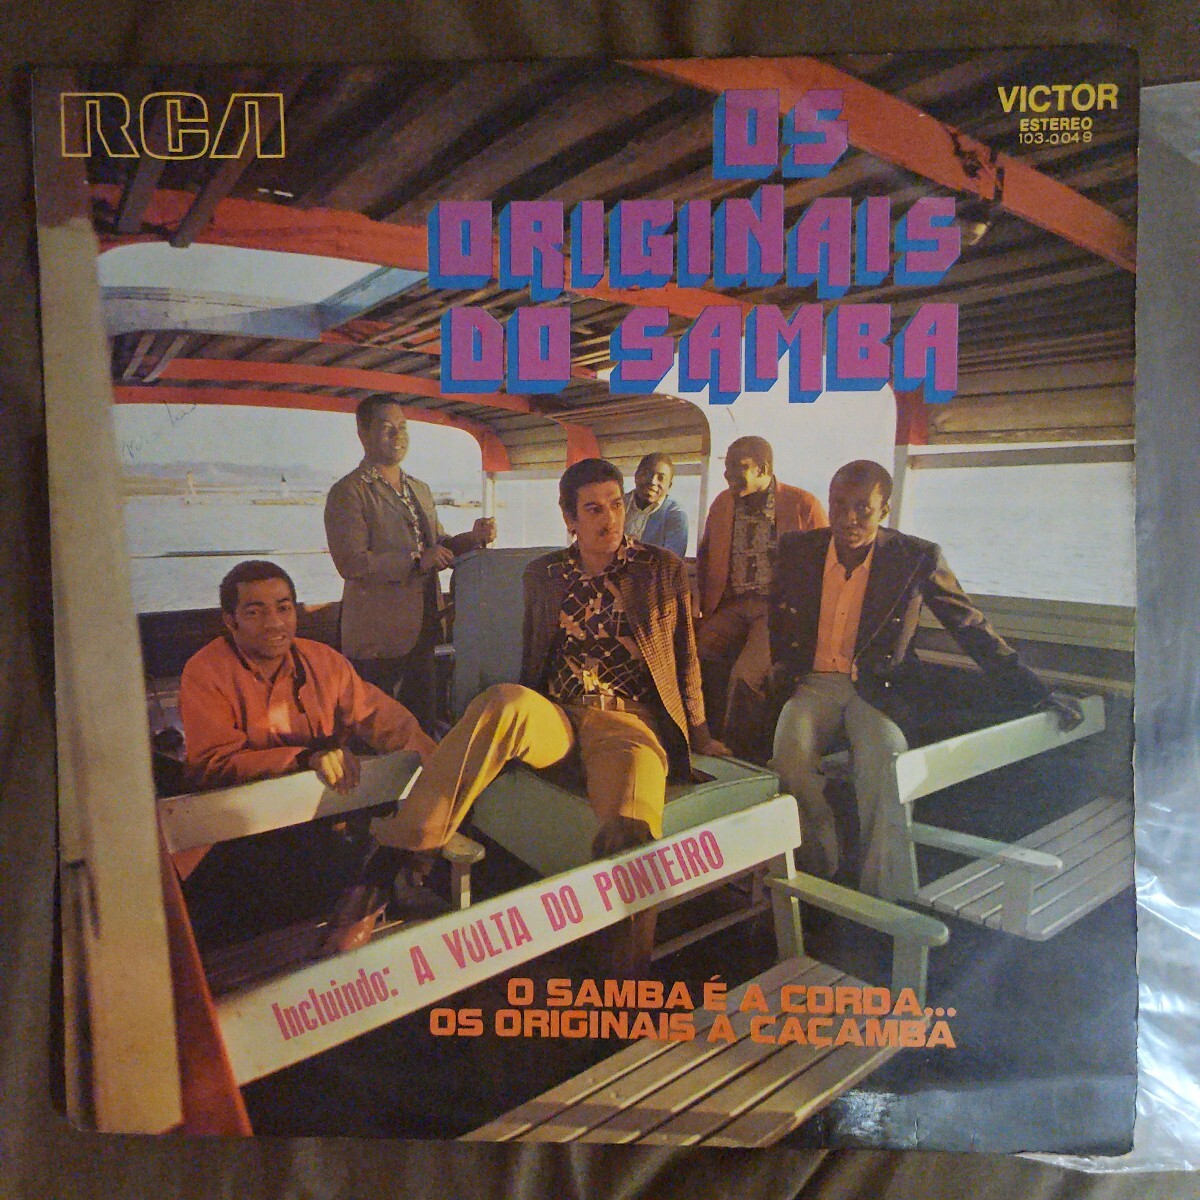 RCA
VICTOR
ESTEREO
103-0049
OS
ORIGINAIS
DO SAMBA
Incluindo: A VOLTA DO PONTEIRO
O SAMBA É A CORDA...
OS ORIGINAIS A CAÇAMBA